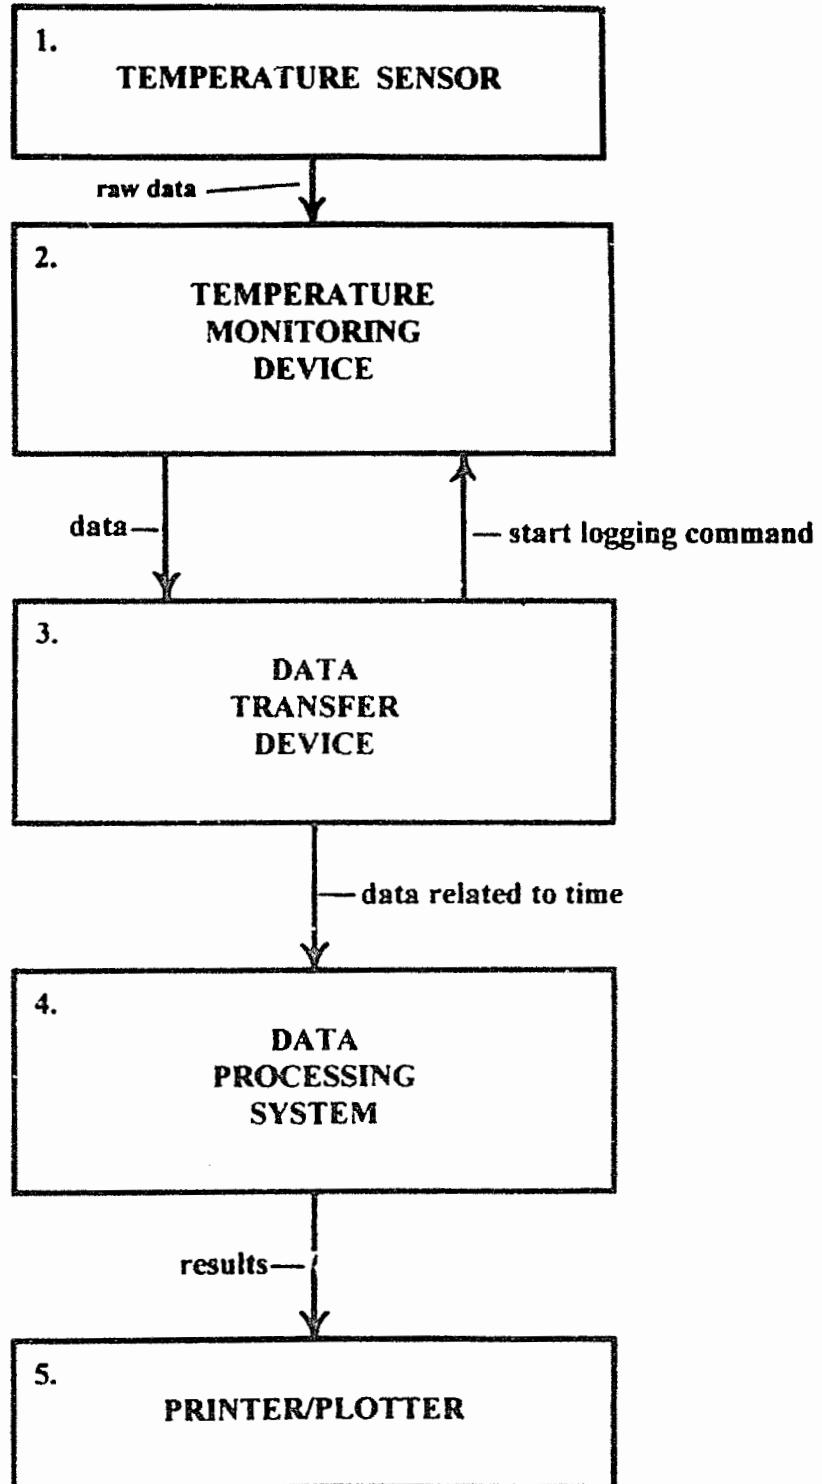 1.
TEMPERATURE SENSOR
raw data
2.
TEMPERATURE
MONITORING
DEVICE
data
start logging command
3.
DATA
TRANSFER
DEVICE
data related to time
4.
DATA
PROCESSING
SYSTEM
results
5.
PRINTER/PLOTTER